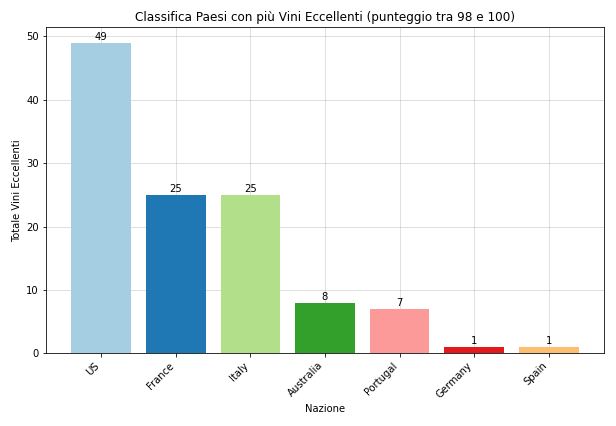 Classifica Paesi con più Vini Eccellenti (punteggio tra 98 e 100)
Totale Vini Eccellenti
50
40
30
20
10
0
49
25
25
8
7
1
1
US
France
Italy
Australia
Portugal
Germany
Spain
Nazione